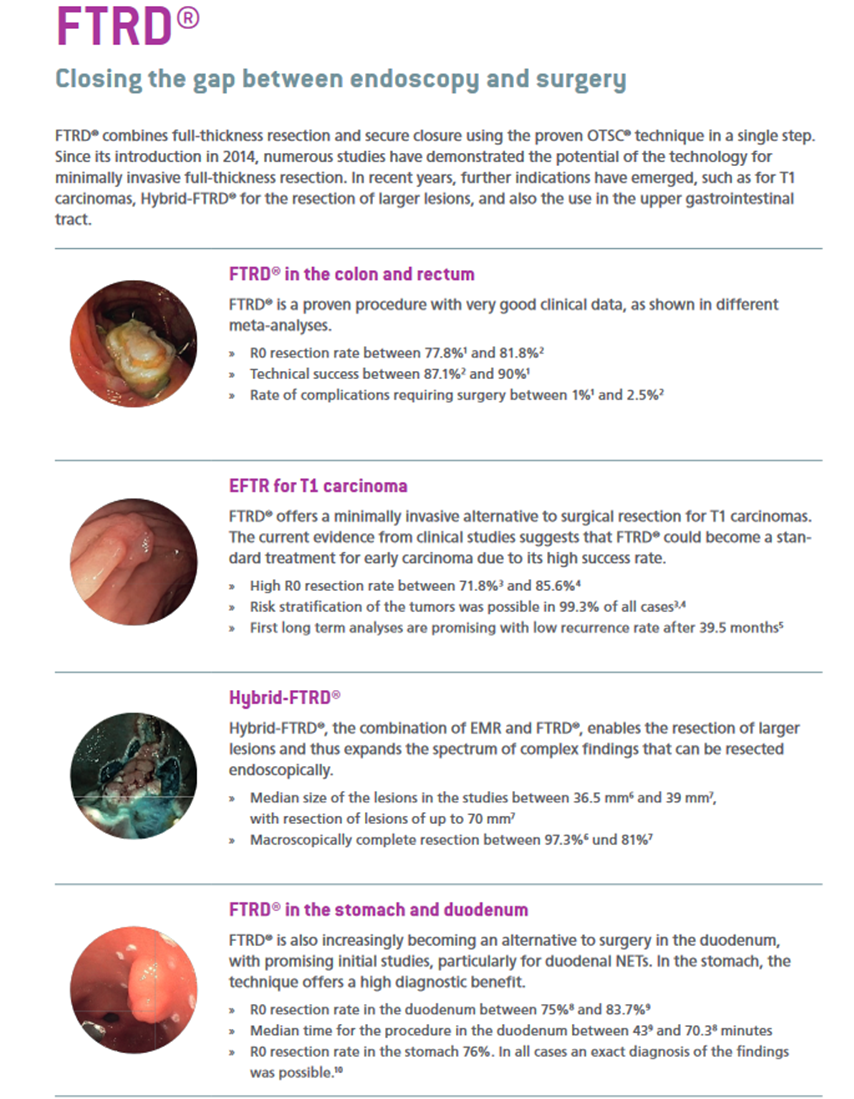 FTRD®
Closing the gap between endoscopy and surgery
FTRD® combines full-thickness resection and secure closure using the proven OTSC® technique in a single step.
Since its introduction in 2014, numerous studies have demonstrated the potential of the technology for
minimally invasive full-thickness resection. In recent years, further indications have emerged, such as for T1
carcinomas, Hybrid-FTRD® for the resection of larger lesions, and also the use in the upper gastrointestinal
tract.
FTRD® in the colon and rectum
FTRD® is a proven procedure with very good clinical data, as shown in different
meta-analyses.
» R0 resection rate between 77.8%¹ and 81.8%²
» Technical success between 87.1%² and 90%¹
» Rate of complications requiring surgery between 1%¹ and 2.5%²
EFTR for T1 carcinoma
FTRD® offers a minimally invasive alternative to surgical resection for T1 carcinomas.
The current evidence from clinical studies suggests that FTRD® could become a stan-
dard treatment for early carcinoma due to its high success rate.
» High R0 resection rate between 71.8%³ and 85.6%⁴
» Risk stratification of the tumors was possible in 99.3% of all cases³,⁴
» First long term analyses are promising with low recurrence rate after 39.5 months⁵
Hybrid-FTRD®
Hybrid-FTRD®, the combination of EMR and FTRD®, enables the resection of larger
lesions and thus expands the spectrum of complex findings that can be resected
endoscopically.
» Median size of the lesions in the studies between 36.5 mm⁶ and 39 mm⁷,
with resection of lesions of up to 70 mm⁷
» Macroscopically complete resection between 97.3%⁶ und 81%⁷
FTRD® in the stomach and duodenum
FTRD® is also increasingly becoming an alternative to surgery in the duodenum,
with promising initial studies, particularly for duodenal NETs. In the stomach, the
technique offers a high diagnostic benefit.
» R0 resection rate in the duodenum between 75%⁸ and 83.7%⁹
» Median time for the procedure in the duodenum between 43⁹ and 70.3⁸ minutes
» R0 resection rate in the stomach 76%. In all cases an exact diagnosis of the findings
was possible.¹⁰